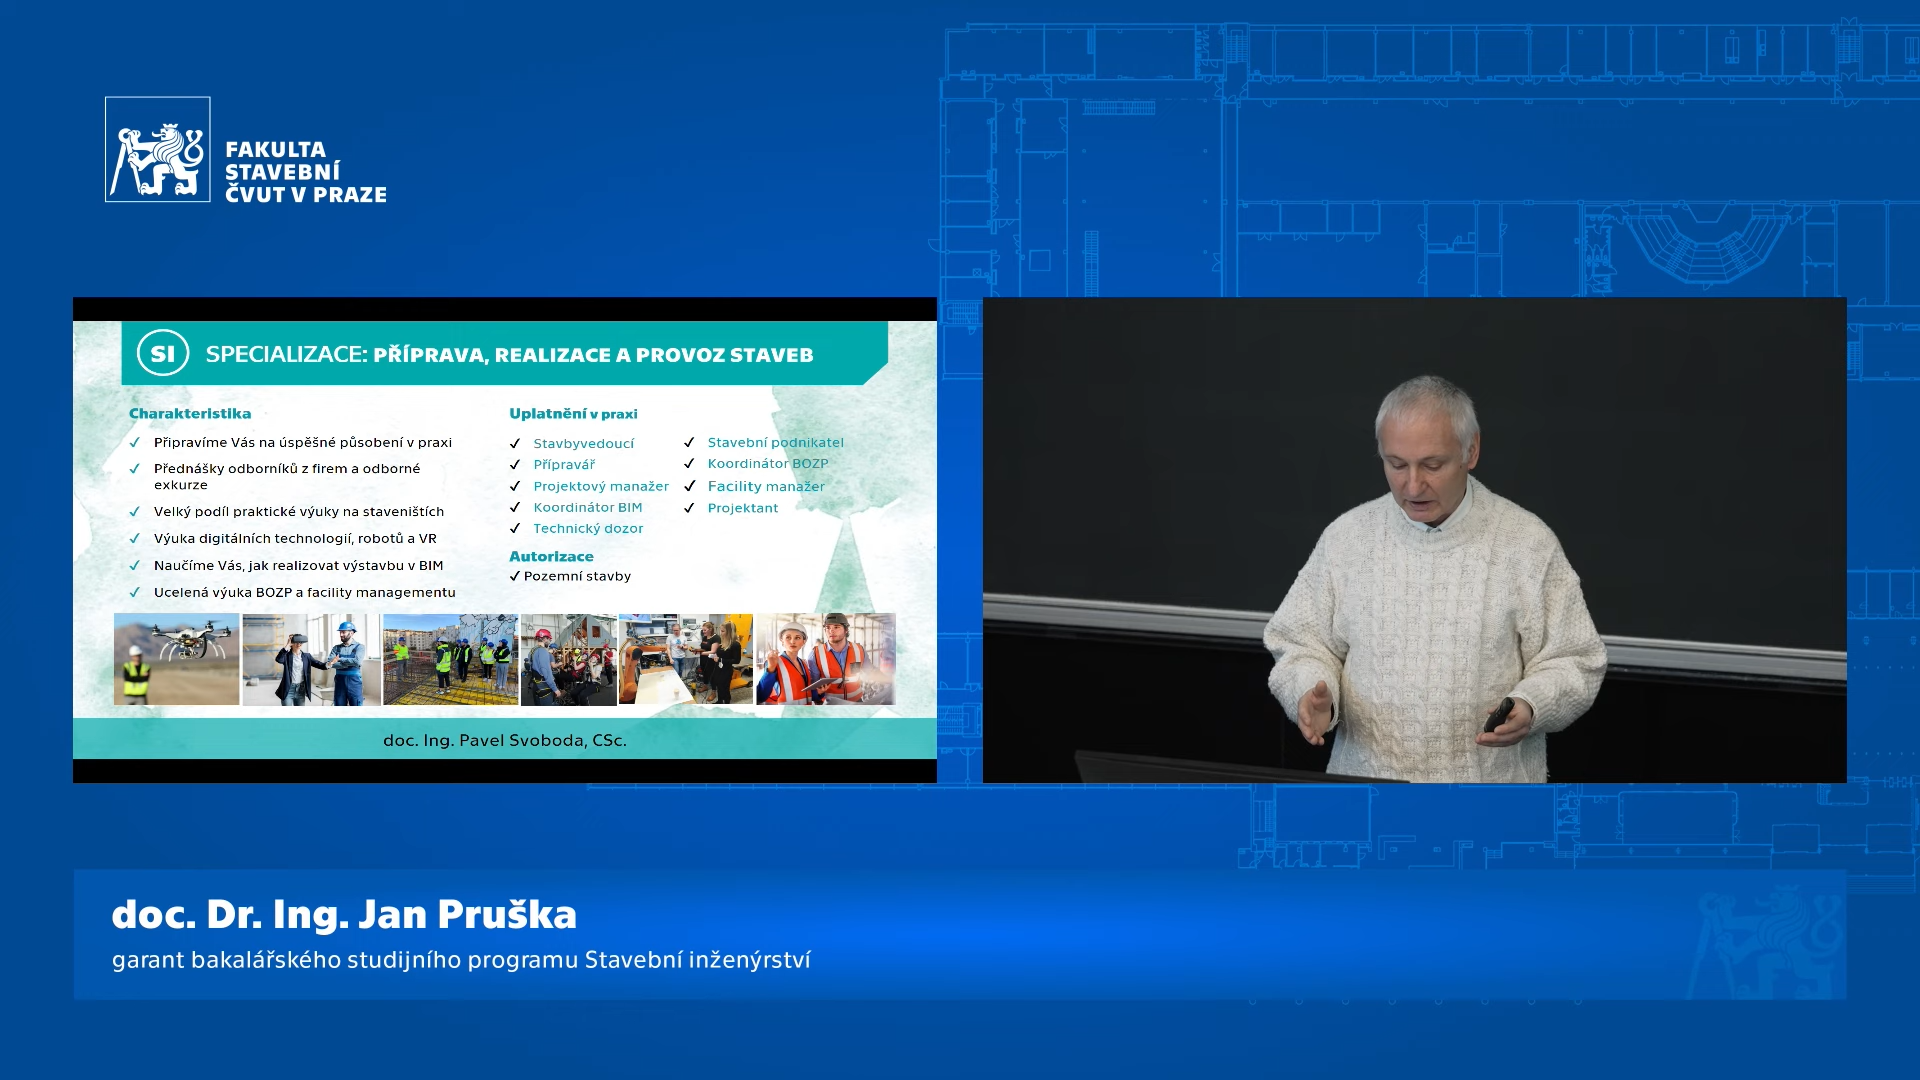 FAKULTA
STAVEBNÍ
ČVUT V PRAZE
SI SPECIALIZACE: PŘÍPRAVA, REALIZACE A PROVOZ STAVEB
Charakteristika
✓ Připravíme Vás na úspěšné působení v praxi
✓ Přednášky odborníků z firem a odborné
exkurze
✓ Velký podíl praktické výuky na staveništích
✓ Výuka digitálních technologií, robotů a VR
✓ Naučíme Vás, jak realizovat výstavbu v BIM
✓ Ucelená výuka BOZP a facility managementu
Uplatnění v praxi
✓ Stavbyvedoucí
✓ Přípravář
✓ Projektový manažer
✓ Koordinátor BIM
✓ Technický dozor
✓ Stavební podnikatel
✓ Koordinátor BOZP
✓ Facility manažer
✓ Projektant
Autorizace
✓ Pozemní stavby
doc. Ing. Pavel Svoboda, CSc.
doc. Dr. Ing. Jan Pruška
garant bakalářského studijního programu Stavební inženýrství